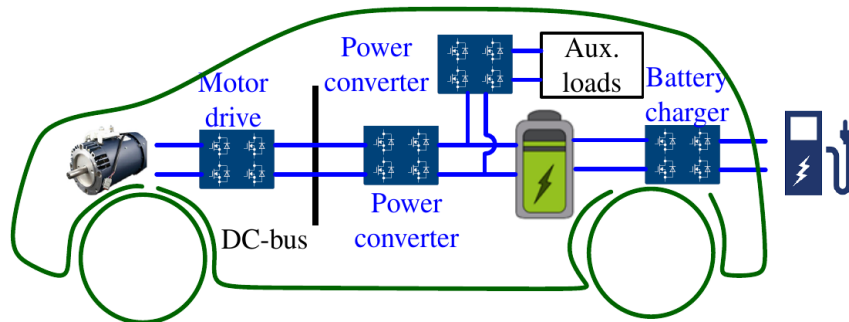 Power
converter
Aux.
loads
Motor
drive
Battery
charger
Power
converter
DC-bus